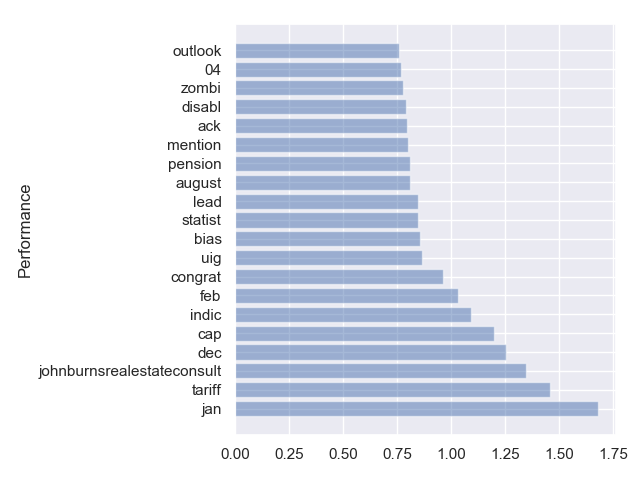 outlook
04
zombi
disabl
ack
mention
pension
august
lead
statist
bias
uig
congrat
feb
indic
cap
dec
johnburnsrealestateconsult
tariff
jan
Performance
0.00 0.25 0.50 0.75 1.00 1.25 1.50 1.75